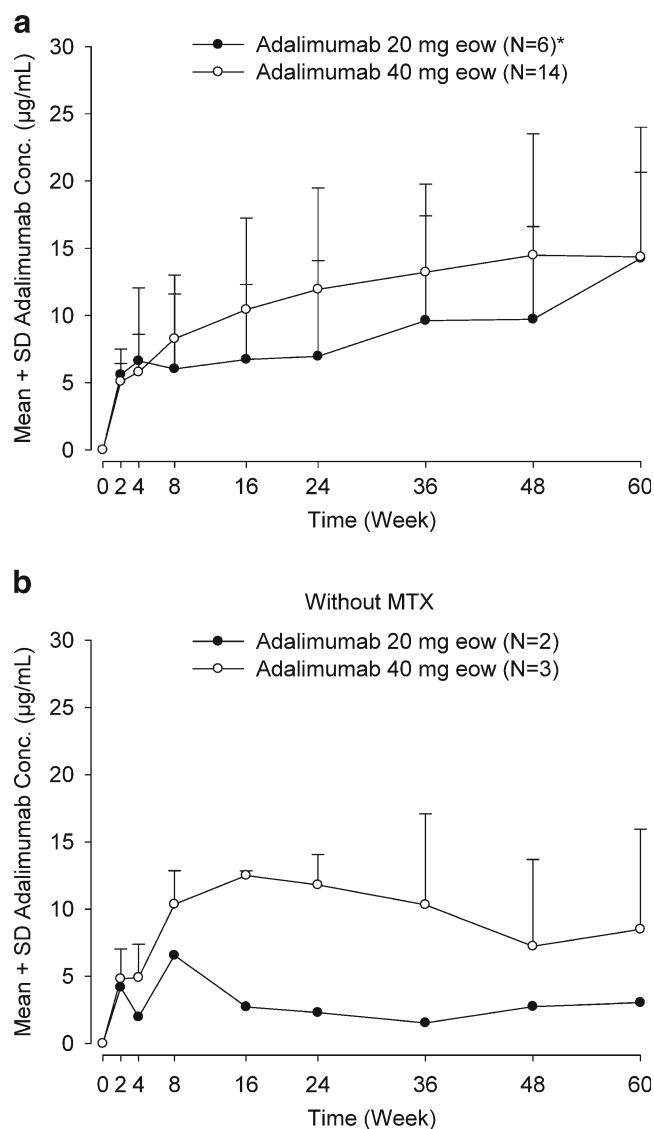 a
30
25
20
15
10
5
0
Mean + SD Adalimumab Conc. (µg/mL)
Adalimumab 20 mg eow (N=6)*
Adalimumab 40 mg eow (N=14)
0 2 4 8 16 24 36 48 60
Time (Week)
b
Without MTX
30
25
20
15
10
5
0
Mean + SD Adalimumab Conc. (µg/mL)
Adalimumab 20 mg eow (N=2)
Adalimumab 40 mg eow (N=3)
0 2 4 8 16 24 36 48 60
Time (Week)